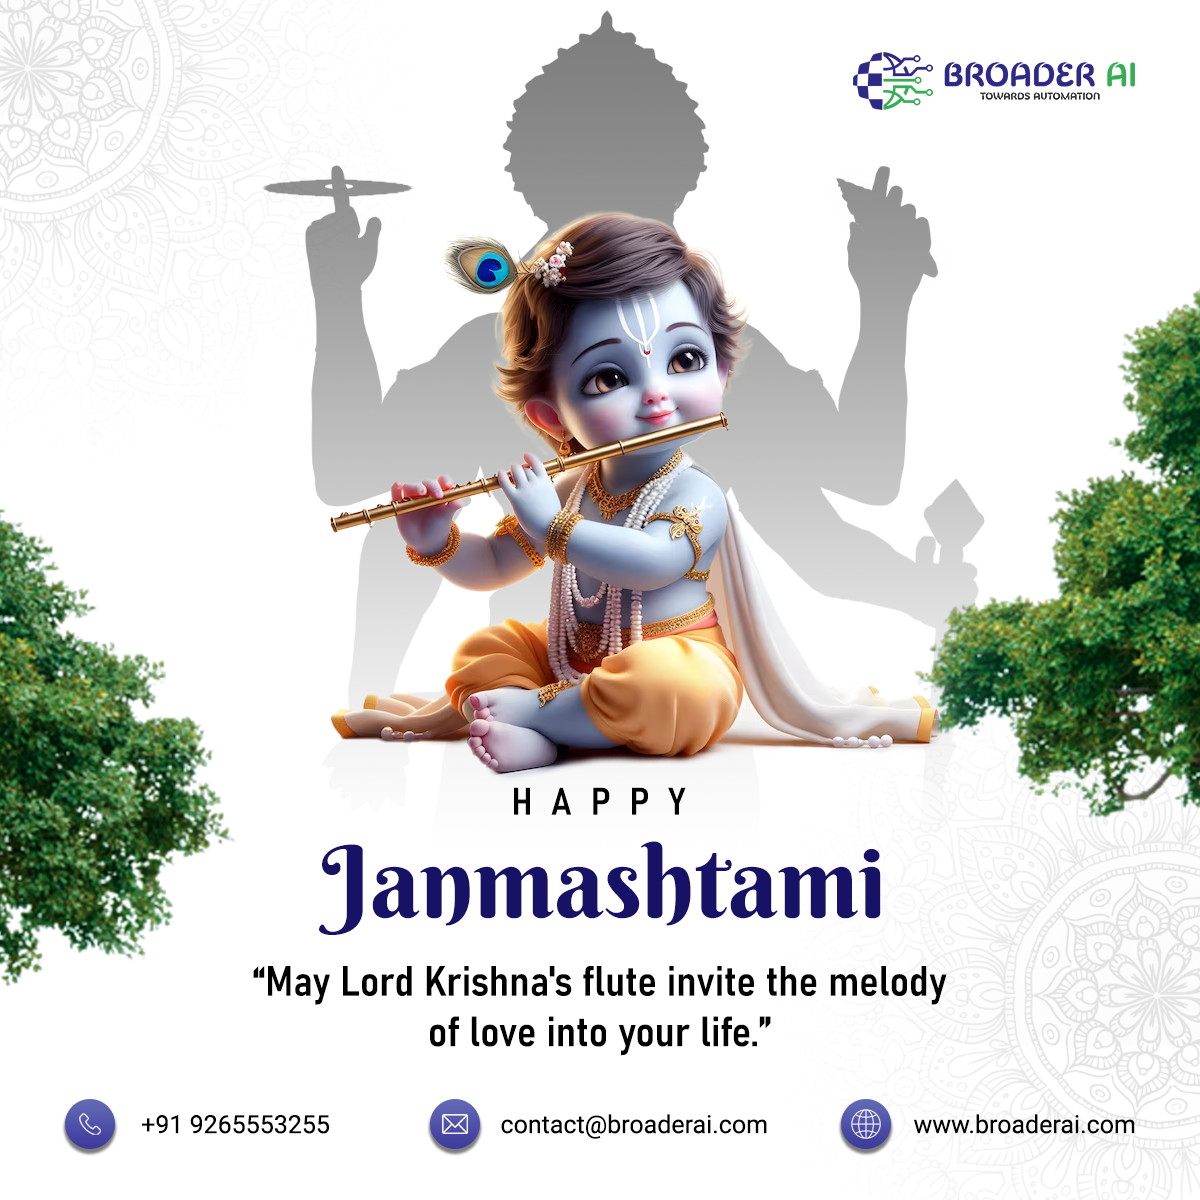 BROADER AI
TOWARDS AUTOMATION
HAPPY
Janmashtami
“May Lord Krishna's flute invite the melody
of love into your life.”
+91 9265553255
contact@broaderai.com
www.broaderai.com